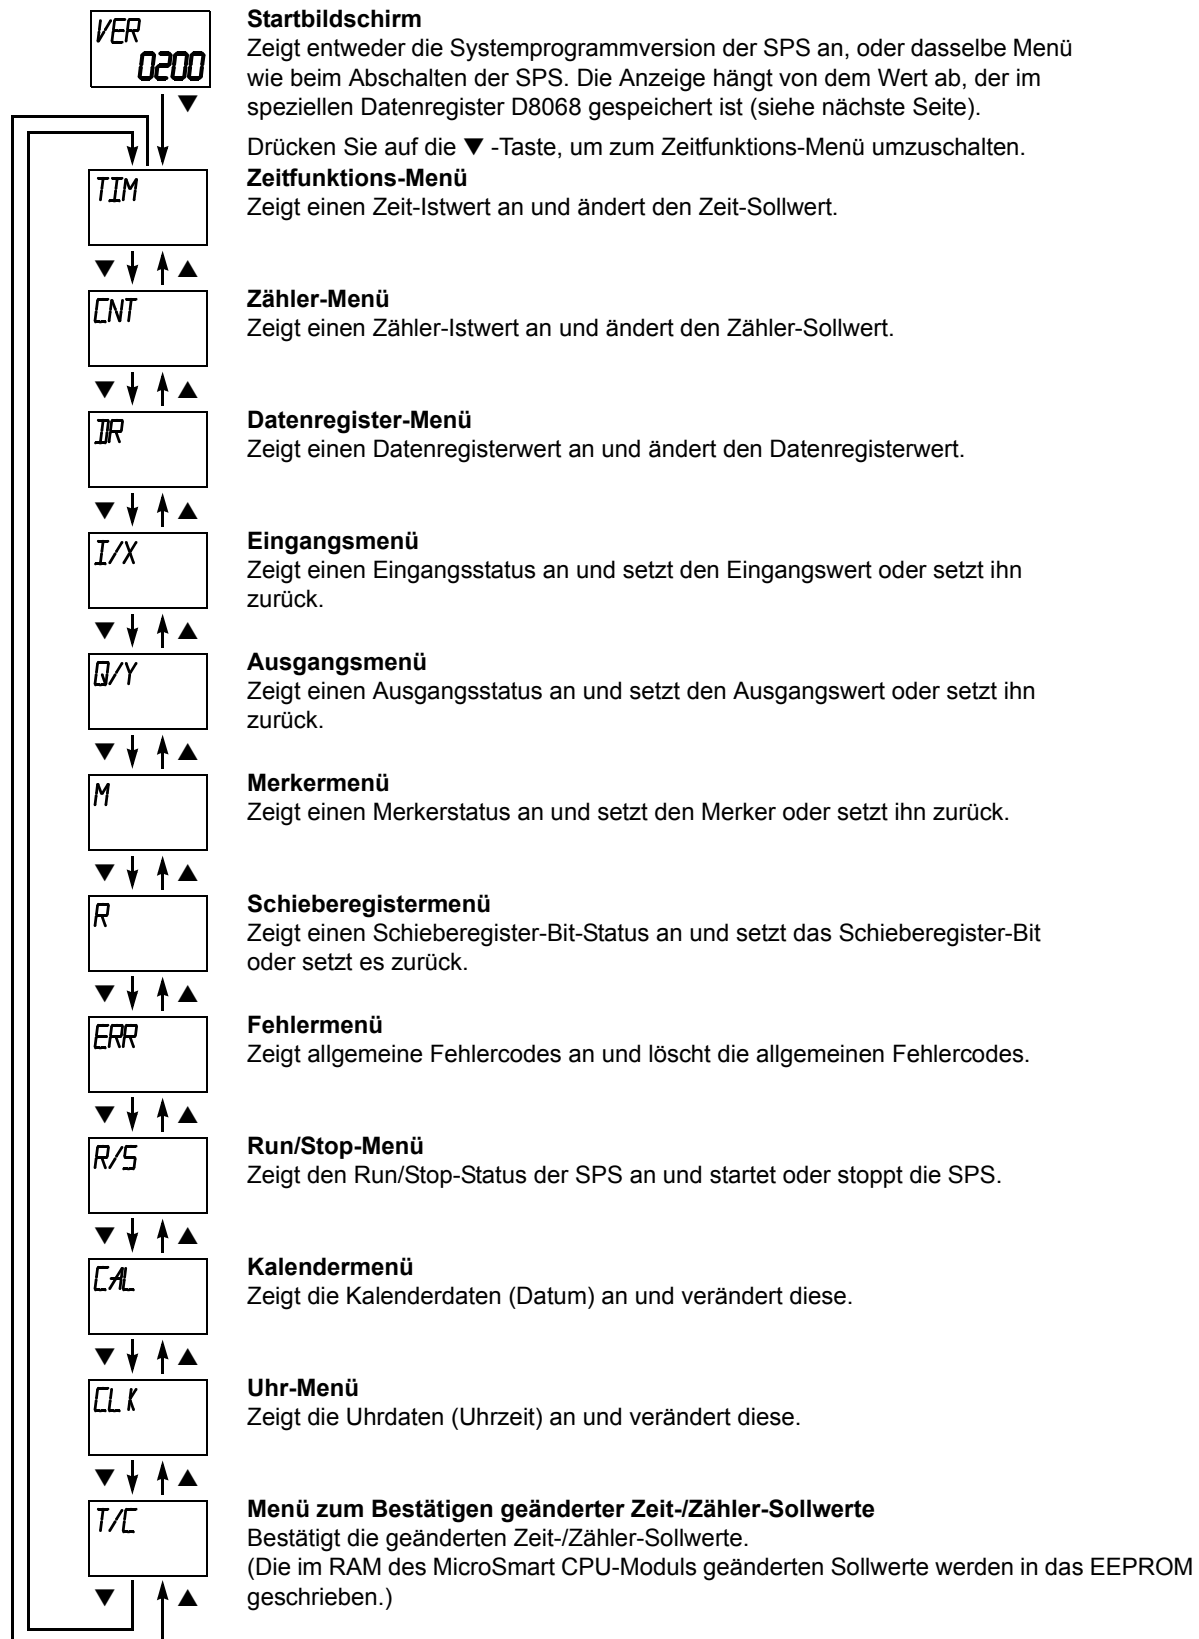 VER
0200
Startbildschirm
Zeigt entweder die Systemprogrammversion der SPS an, oder dasselbe Menü
wie beim Abschalten der SPS. Die Anzeige hängt von dem Wert ab, der im
speziellen Datenregister D8068 gespeichert ist (siehe nächste Seite).
▼
Drücken Sie auf die ▼ -Taste, um zum Zeitfunktions-Menü umzuschalten.
TIM
Zeitfunktions-Menü
Zeigt einen Zeit-Istwert an und ändert den Zeit-Sollwert.
▼ ▲
CNT
Zähler-Menü
Zeigt einen Zähler-Istwert an und ändert den Zähler-Sollwert.
▼ ▲
DR
Datenregister-Menü
Zeigt einen Datenregisterwert an und ändert den Datenregisterwert.
▼ ▲
I/X
Eingangsmenü
Zeigt einen Eingangsstatus an und setzt den Eingangswert oder setzt ihn
zurück.
▼ ▲
Q/Y
Ausgangsmenü
Zeigt einen Ausgangsstatus an und setzt den Ausgangswert oder setzt ihn
zurück.
▼ ▲
M
Merkermenü
Zeigt einen Merkerstatus an und setzt den Merker oder setzt ihn zurück.
▼ ▲
R
Schieberegistermenü
Zeigt einen Schieberegister-Bit-Status an und setzt das Schieberegister-Bit
oder setzt es zurück.
▼ ▲
ERR
Fehlermenü
Zeigt allgemeine Fehlercodes an und löscht die allgemeinen Fehlercodes.
▼ ▲
R/S
Run/Stop-Menü
Zeigt den Run/Stop-Status der SPS an und startet oder stoppt die SPS.
▼ ▲
CAL
Kalendermenü
Zeigt die Kalenderdaten (Datum) an und verändert diese.
▼ ▲
CLK
Uhr-Menü
Zeigt die Uhrdaten (Uhrzeit) an und verändert diese.
▼ ▲
T/C
Menü zum Bestätigen geänderter Zeit-/Zähler-Sollwerte
Bestätigt die geänderten Zeit-/Zähler-Sollwerte.
(Die im RAM des MicroSmart CPU-Moduls geänderten Sollwerte werden in das EEPROM
geschrieben.)
▼ ▲